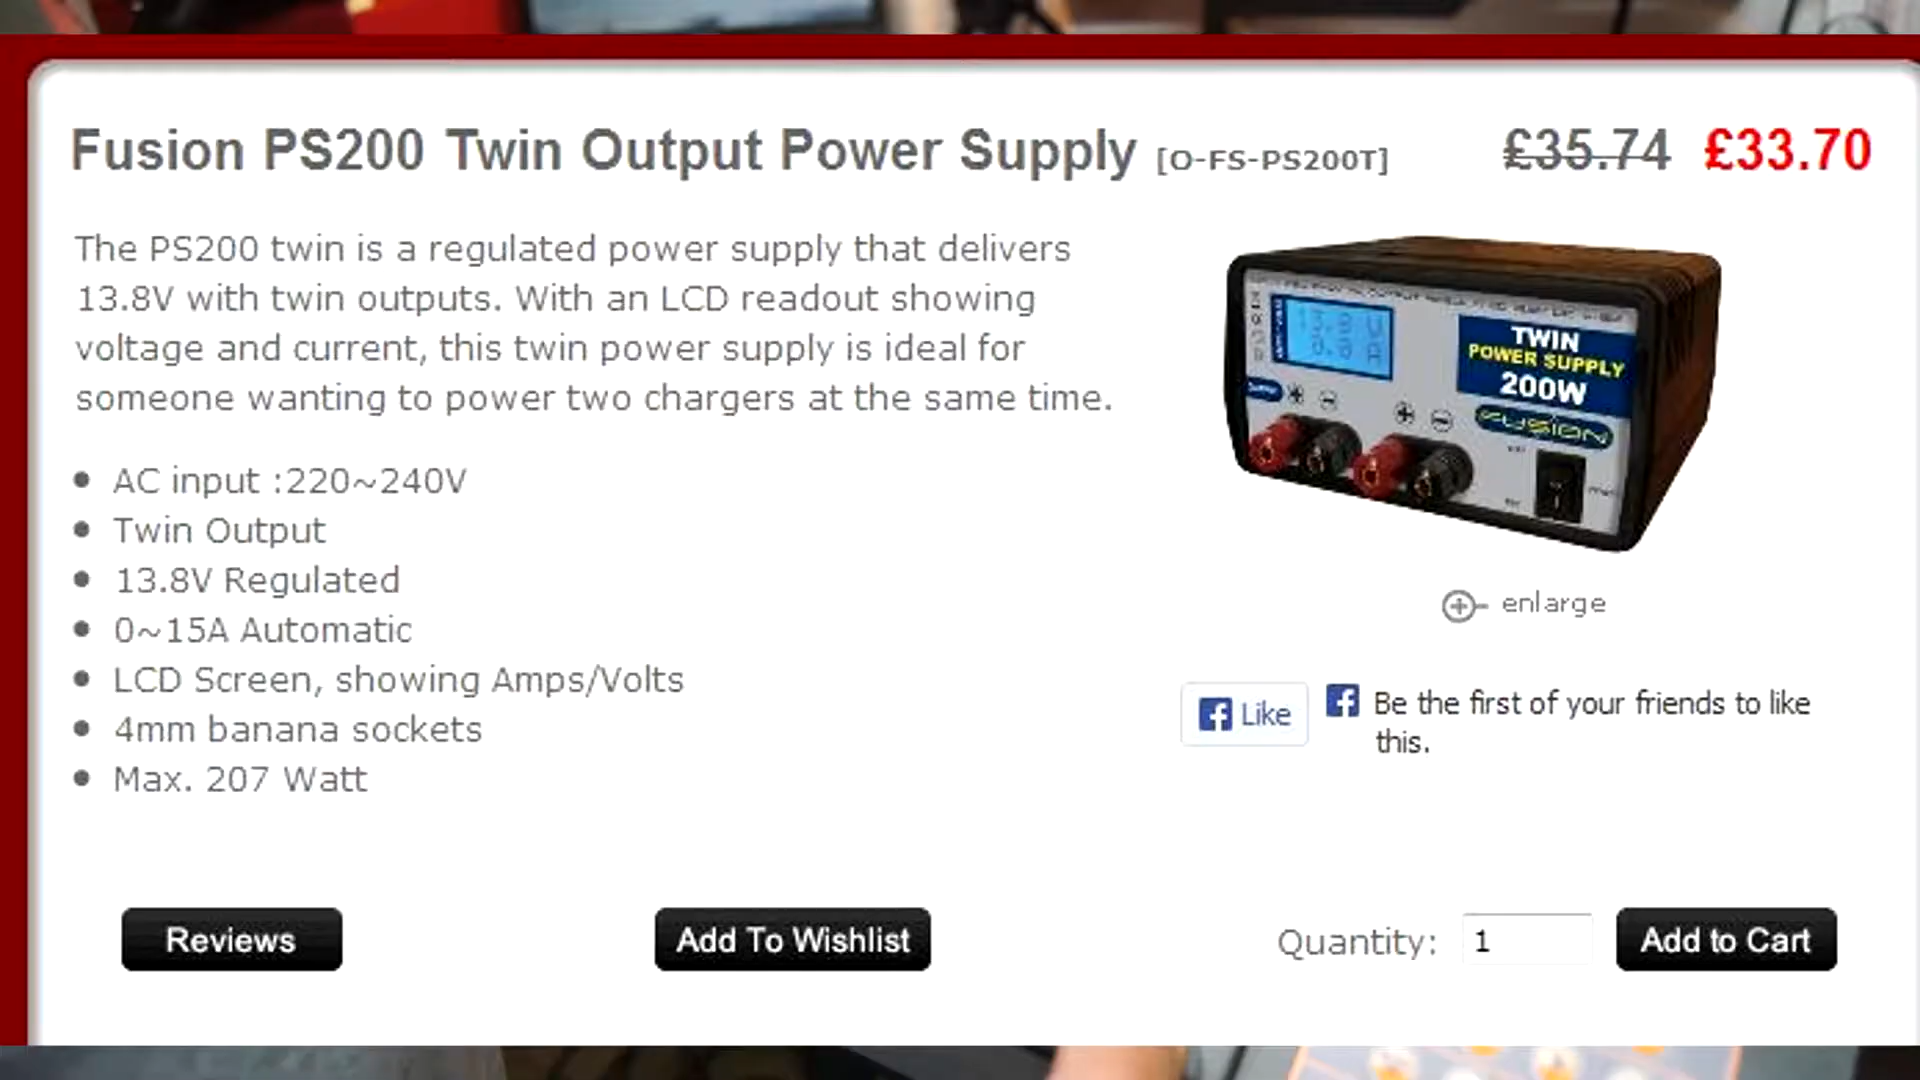 Fusion PS200 Twin Output Power Supply [O-FS-PS200T] £35.74 £33.70
The PS200 twin is a regulated power supply that delivers
13.8V with twin outputs. With an LCD readout showing
voltage and current, this twin power supply is ideal for
someone wanting to power two chargers at the same time.
AC input :220~240V
Twin Output
13.8V Regulated
0~15A Automatic
LCD Screen, showing Amps/Volts
4mm banana sockets
Max. 207 Watt
TWIN
POWER SUPPLY
200W
FUSION
enlarge
Like
Be the first of your friends to like
this.
Reviews
Add To Wishlist
Quantity: 1
Add to Cart